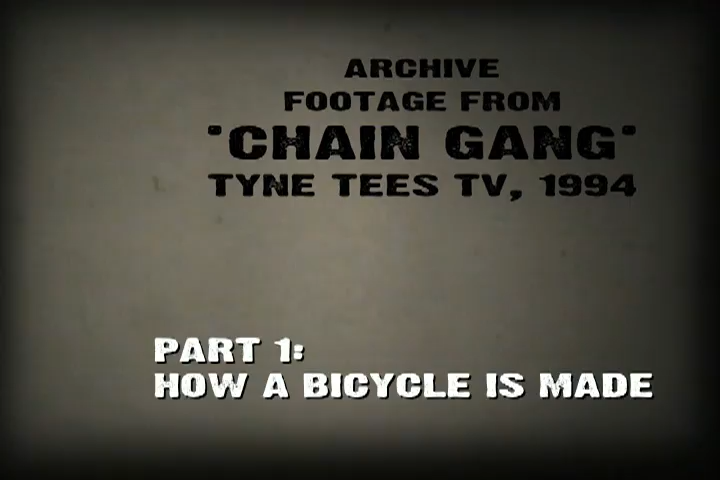 ARCHIVE
FOOTAGE FROM
"CHAIN GANG"
TYNE TEES TV, 1994
PART 1:
HOW A BICYCLE IS MADE